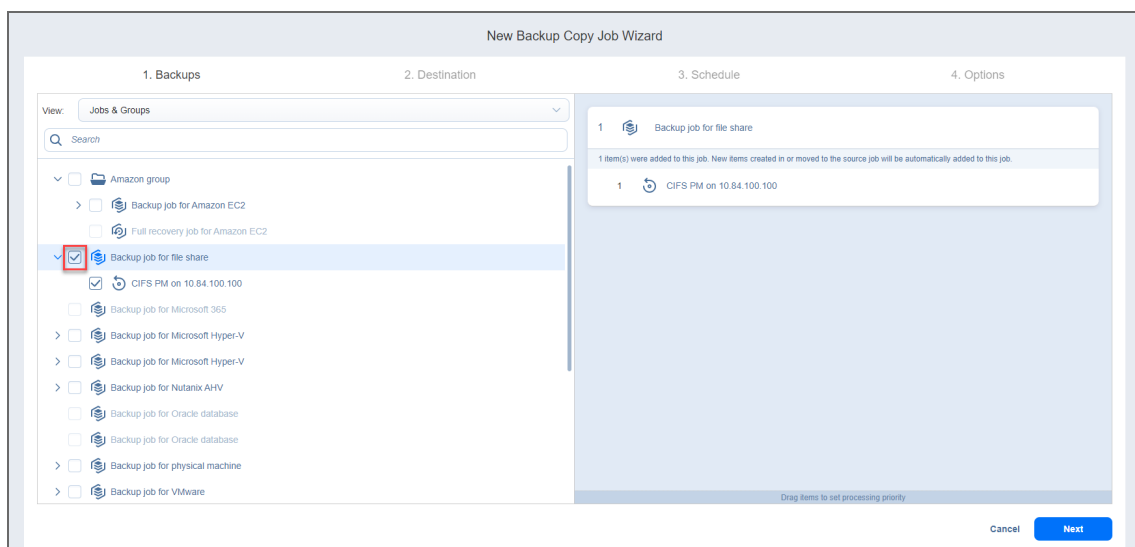 New Backup Copy Job Wizard
1. Backups
2. Destination
3. Schedule
4. Options
View:
Jobs & Groups
Search
Amazon group
Backup job for Amazon EC2
Full recovery job for Amazon EC2
Backup job for file share
CIFS PM on 10.84.100.100
Backup job for Microsoft 365
Backup job for Microsoft Hyper-V
Backup job for Microsoft Hyper-V
Backup job for Nutanix AHV
Backup job for Oracle database
Backup job for Oracle database
Backup job for physical machine
Backup job for VMware
1 Backup job for file share
1 item(s) were added to this job. New items created in or moved to the source job will be automatically added to this job.
1 CIFS PM on 10.84.100.100
Drag items to set processing priority
Cancel
Next